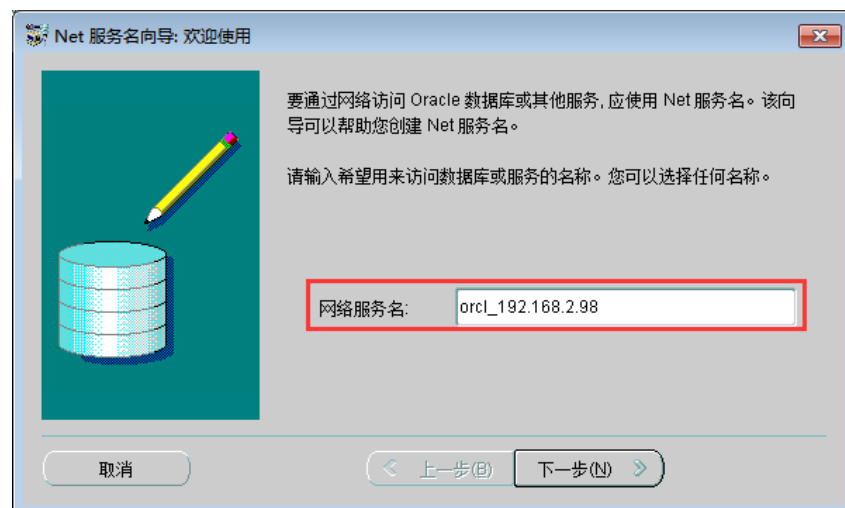 Net 服务名向导: 欢迎使用
要通过网络访问 Oracle 数据库或其他服务, 应使用 Net 服务名。该向
导可以帮助您创建 Net 服务名。
请输入希望用来访问数据库或服务的名称。您可以选择任何名称。
网络服务名: orcl_192.168.2.98
取消 上一步(B) 下一步(N)